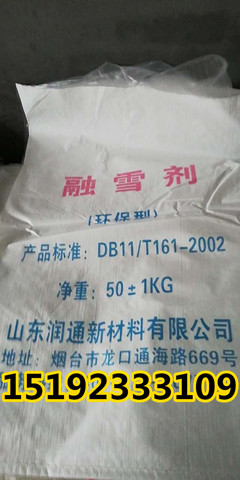 融雪剂
(环保型)
产品标准: DB11/T161-2002
净重: 50±1KG
山东润通新材料有限公司
地址: 烟台市龙口通海路669号
15192333109